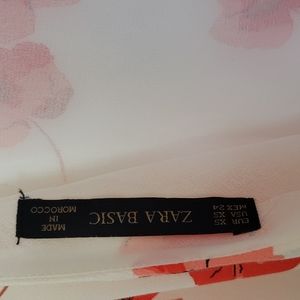 EUR XS
USA XS
MEX 24
ZARA BASIC
MADE
IN
MOROCCO